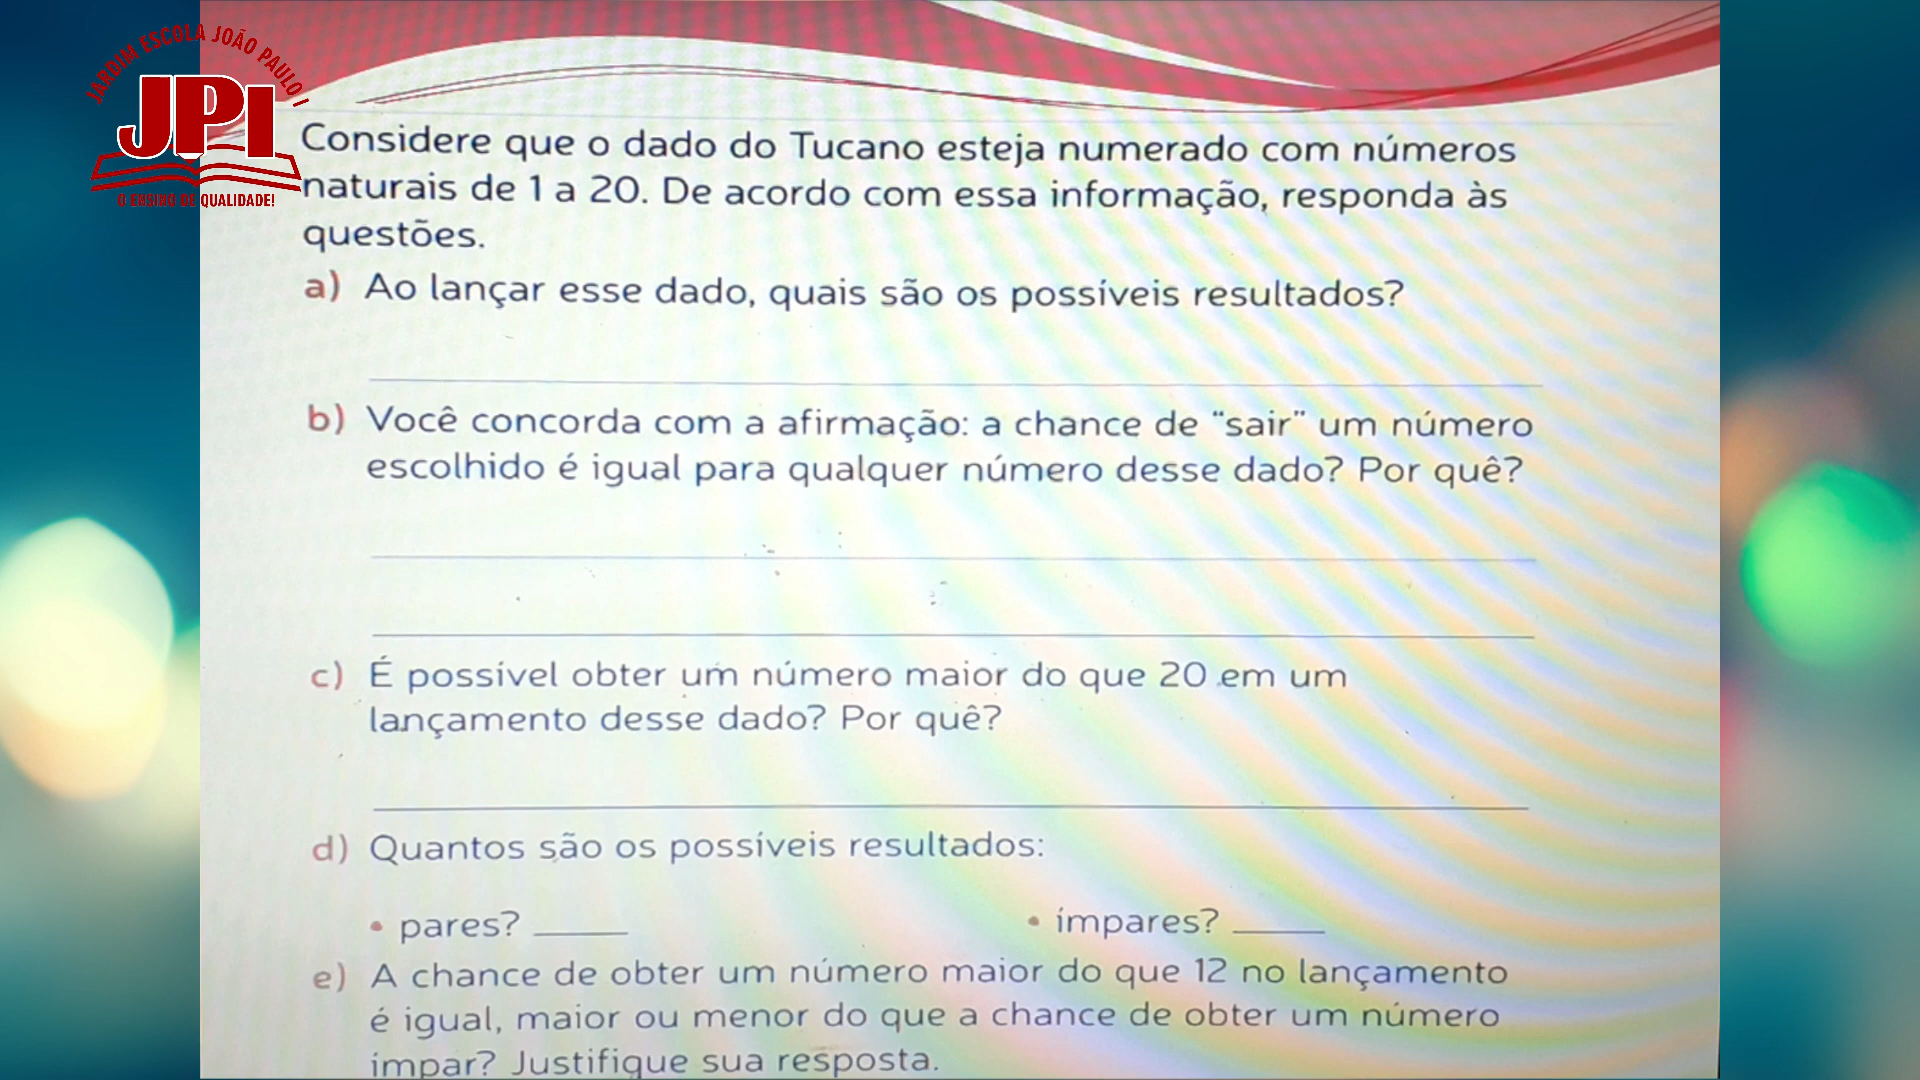 JARDIM ESCOLA JOÃO PAULO I
JPI
O ENSINO DE QUALIDADE!
Considere que o dado do Tucano esteja numerado com números
naturais de 1 a 20. De acordo com essa informação, responda às
questões.
a) Ao lançar esse dado, quais são os possíveis resultados?
b) Você concorda com a afirmação: a chance de “sair” um número
escolhido é igual para qualquer número desse dado? Por quê?
c) É possível obter um número maior do que 20 em um
lançamento desse dado? Por quê?
d) Quantos são os possíveis resultados:
• pares? _____ • ímpares? _____
e) A chance de obter um número maior do que 12 no lançamento
é igual, maior ou menor do que a chance de obter um número
ímpar? Justifique sua resposta.